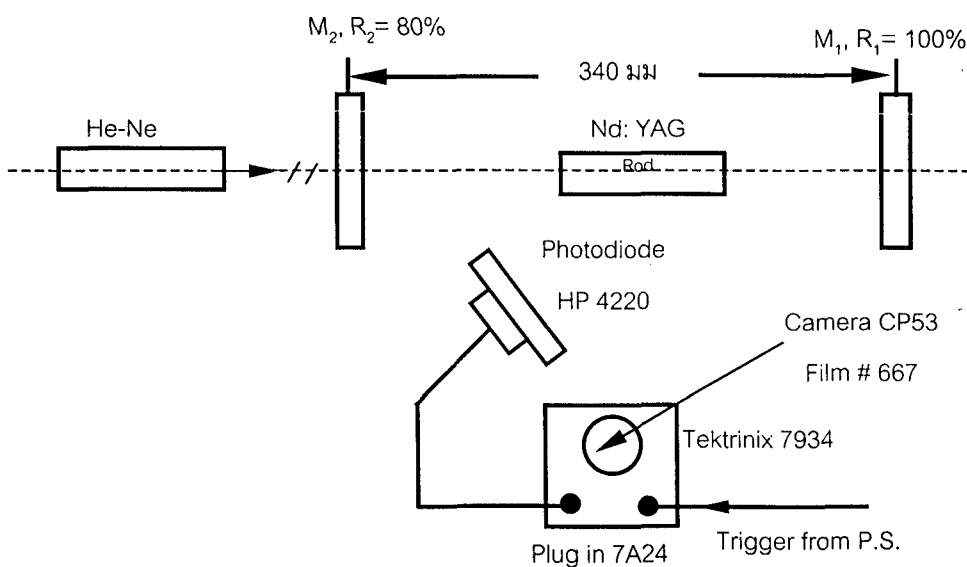 M₂, R₂= 80%
M₁, R₁= 100%
340 มม
He-Ne
Nd: YAG
Rod
Photodiode
HP 4220
Camera CP53
Film # 667
Tektrinix 7934
Trigger from P.S.
Plug in 7A24